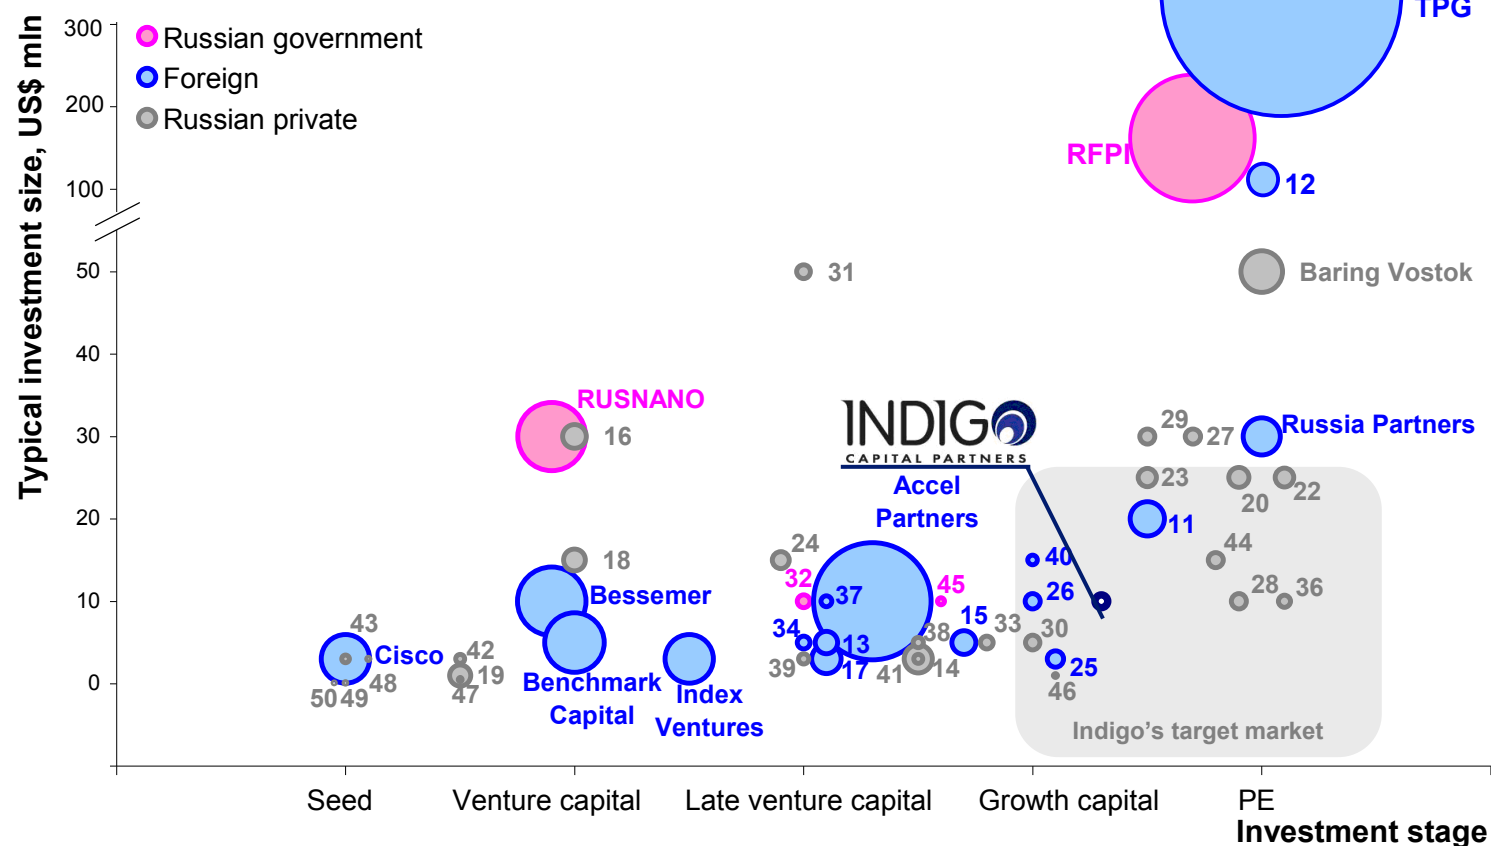 Typical investment size, US$ mln
300
200
100
50
40
30
20
10
0
Russian government
Foreign
Russian private
TPG
RFPI
12
31
Baring Vostok
RUSNANO
16
INDIGO
CAPITAL PARTNERS
29
27
Russia Partners
Accel
Partners
23
20
22
11
18
24
40
44
32
37
45
26
28
36
Bessemer
43
Cisco
42
34
13
38
15
33
30
50
49
48
19
47
39
17
41
14
25
46
Benchmark
Capital
Index
Ventures
Indigo's target market
Seed
Venture capital
Late venture capital
Growth capital
PE
Investment stage